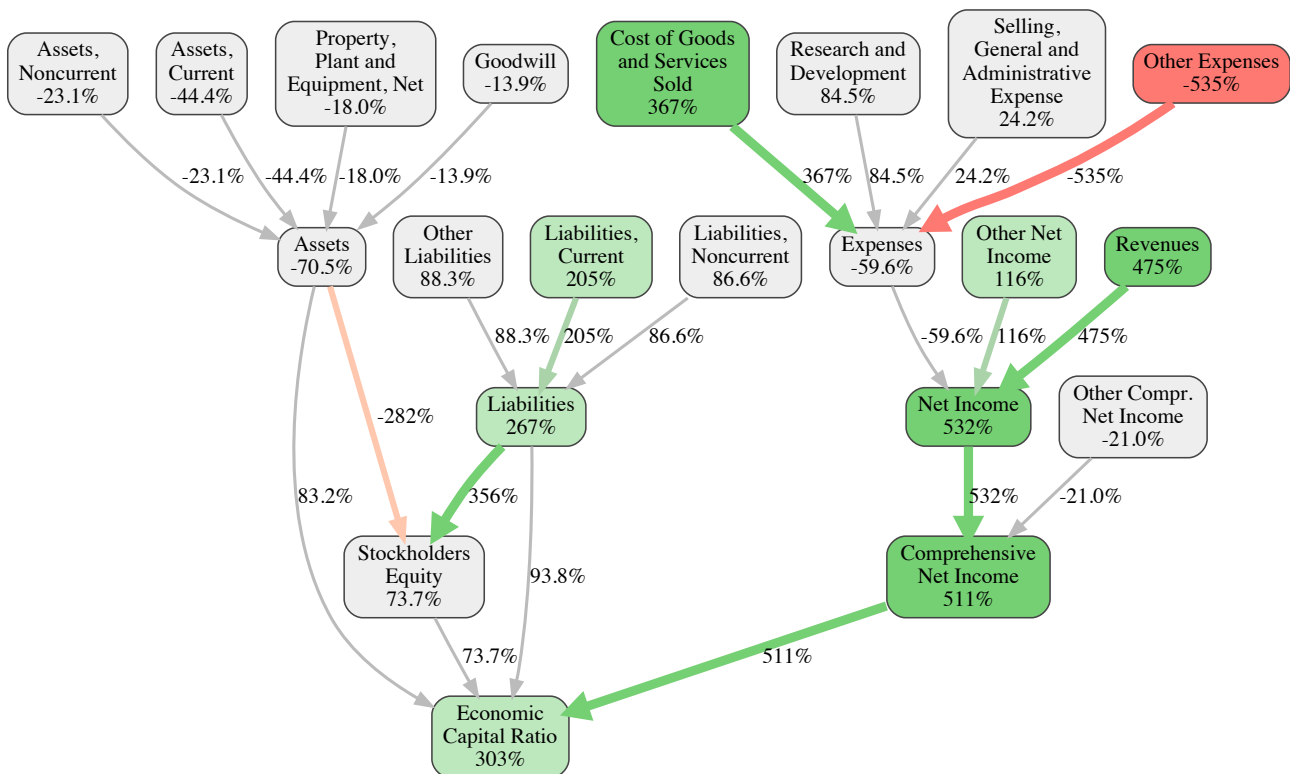 Assets,
Noncurrent
-23.1%
Assets,
Current
-44.4%
Property,
Plant and
Equipment, Net
-18.0%
Goodwill
-13.9%
Cost of Goods
and Services
Sold
367%
Research and
Development
84.5%
Selling,
General and
Administrative
Expense
24.2%
Other Expenses
-535%
-23.1%
-44.4%
-18.0%
-13.9%
367%
84.5%
24.2%
-535%
Assets
-70.5%
Other
Liabilities
88.3%
Liabilities,
Current
205%
Liabilities,
Noncurrent
86.6%
Expenses
-59.6%
Other Net
Income
116%
Revenues
475%
88.3%
205%
86.6%
-59.6%
116%
475%
-282%
Liabilities
267%
Net Income
532%
Other Compr.
Net Income
-21.0%
83.2%
356%
532%
-21.0%
Stockholders
Equity
73.7%
93.8%
Comprehensive
Net Income
511%
73.7%
511%
Economic
Capital Ratio
303%